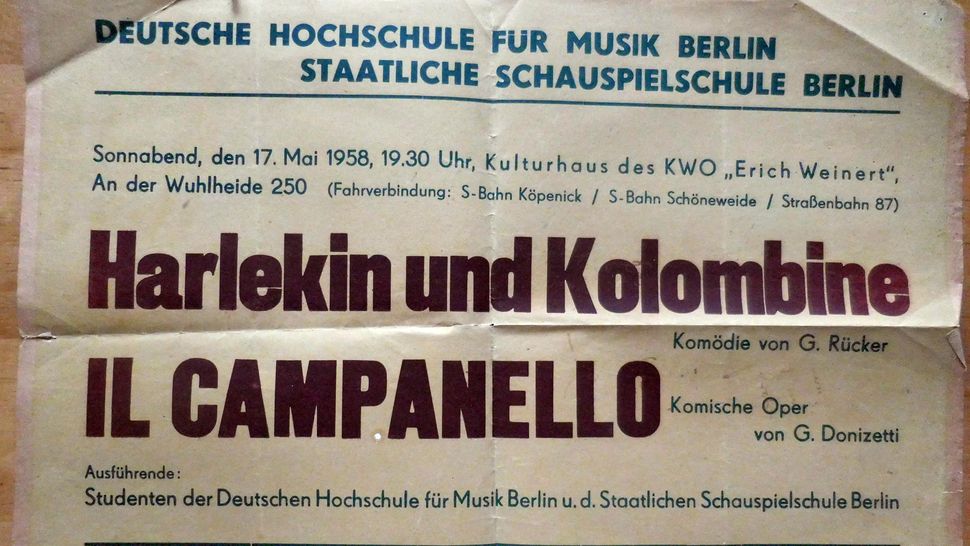 DEUTSCHE HOCHSCHULE FÜR MUSIK BERLIN
STAATLICHE SCHAUSPIELSCHULE BERLIN
Sonnabend, den 17. Mai 1958, 19.30 Uhr, Kulturhaus des KWO „Erich Weinert“,
An der Wuhlheide 250 (Fahrverbindung: S-Bahn Köpenick / S-Bahn Schöneweide / Straßenbahn 87)
Harlekin und Kolombine
Komödie von G. Rücker
IL CAMPANELLO
Komische Oper
von G. Donizetti
Ausführende:
Studenten der Deutschen Hochschule für Musik Berlin u. d. Staatlichen Schauspielschule Berlin